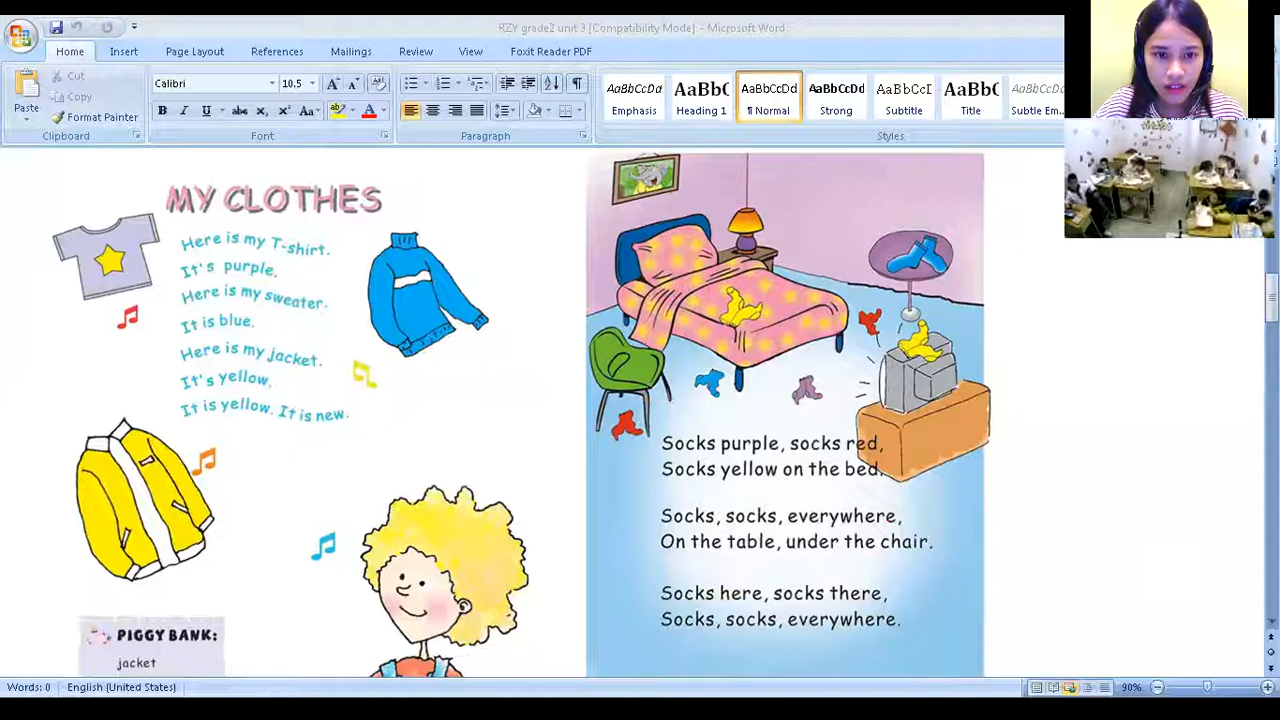 RZY grade2 unit 3 [Compatibility Mode] - Microsoft Word
Home Insert Page Layout References Mailings Review View Foxit Reader PDF
Paste
Cut
Copy
Format Painter
Clipboard
Calibri 10.5
Font
Paragraph
AaBbCcDd AaBbC AaBbCcDd AaBbCcDd AaBbCcI AaBbC AaBbCcDd
Emphasis Heading 1 ¶ Normal Strong Subtitle Title Subtle Em...
Styles
MY CLOTHES
Here is my T-shirt.
It's purple.
Here is my sweater.
It is blue.
Here is my jacket.
It's yellow.
It is yellow. It is new.
PIGGY BANK:
jacket
Socks purple, socks red,
Socks yellow on the bed.
Socks, socks, everywhere,
On the table, under the chair.
Socks here, socks there,
Socks, socks, everywhere.
Words: 0 English (United States) 90%